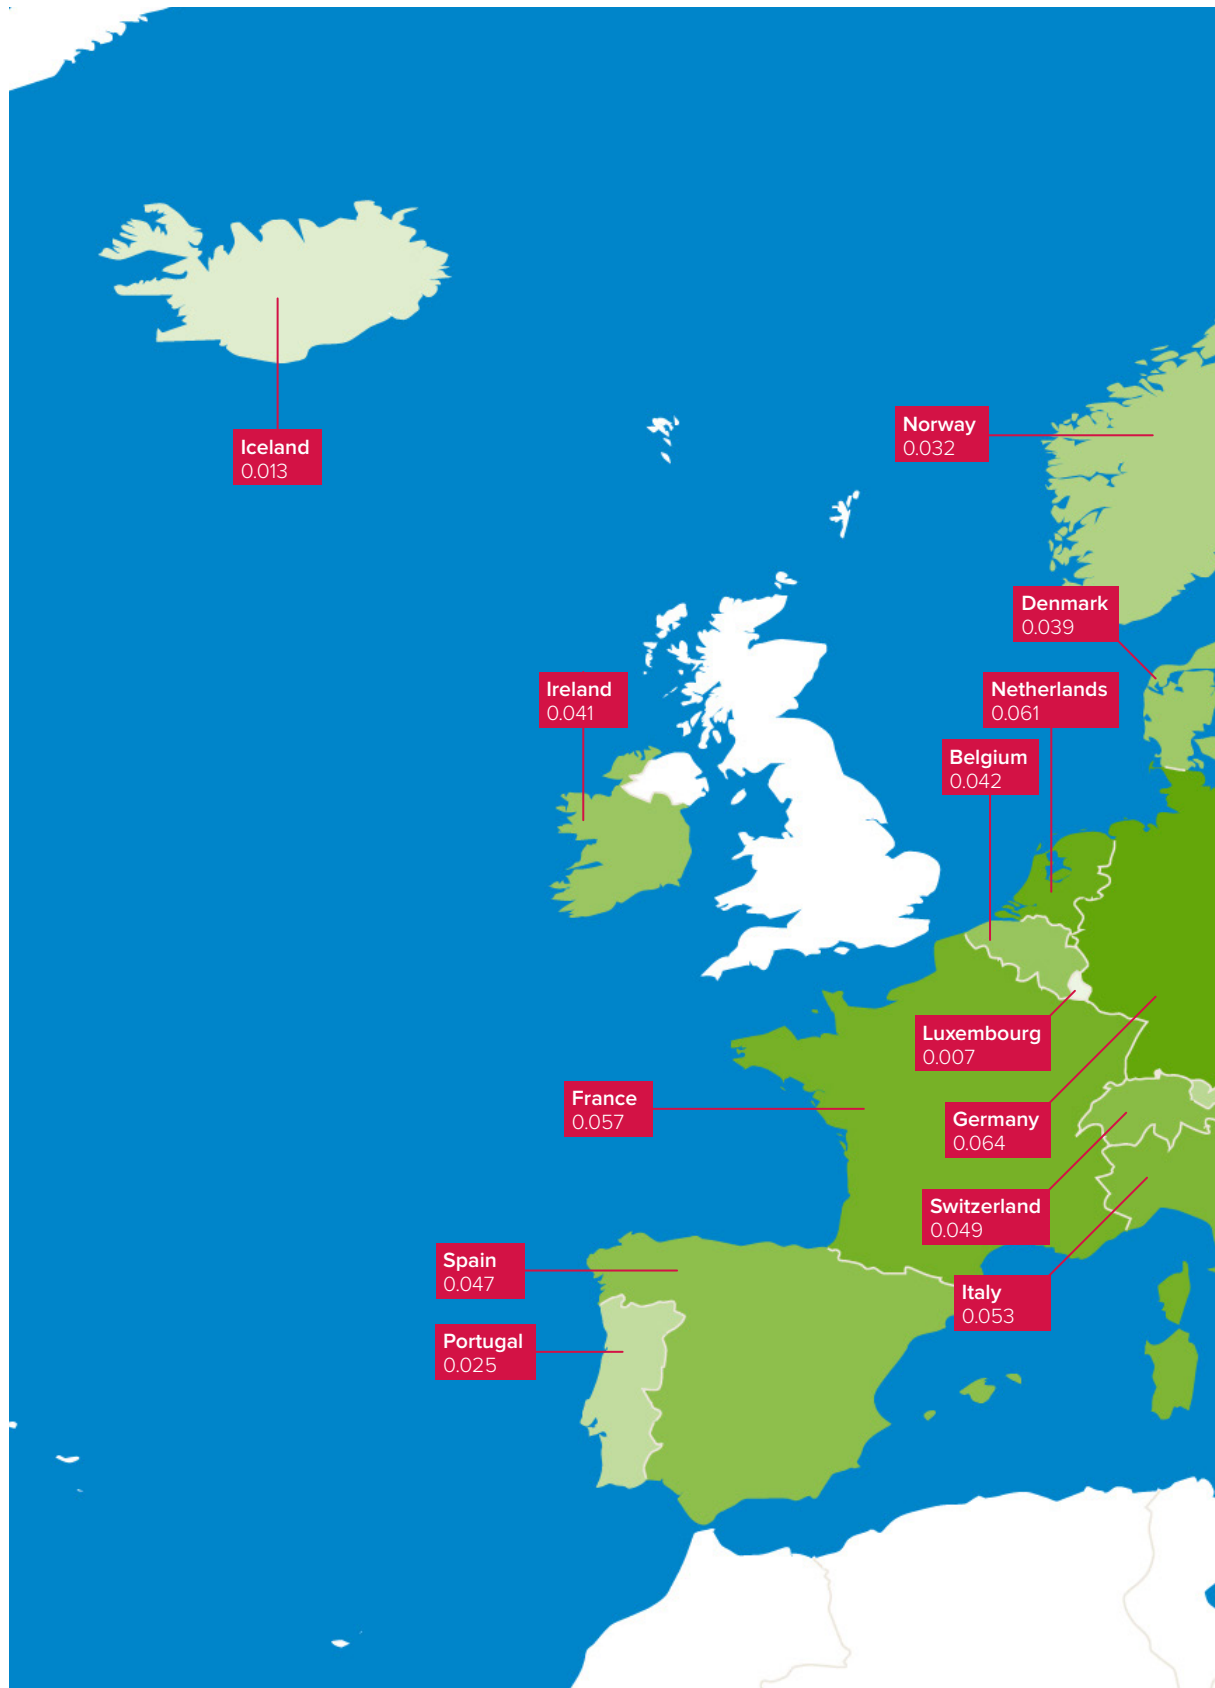 Norway
0.032
Iceland
0.013
Denmark
0.039
Ireland
0.041
Netherlands
0.061
Belgium
0.042
Luxembourg
0.007
France
0.057
Germany
0.064
Switzerland
0.049
Spain
0.047
Italy
0.053
Portugal
0.025